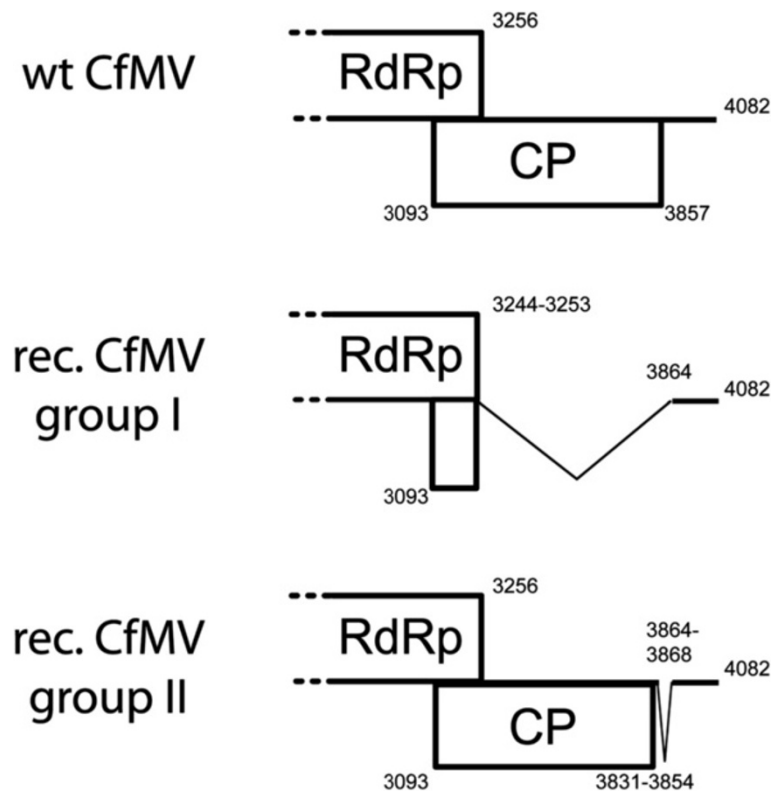 3256
wt CfMV
RdRp
4082
CP
3093
3857
3244-3253
rec. CfMV
group I
RdRp
3864
4082
3093
3256
rec. CfMV
group II
RdRp
3864-
3868
4082
CP
3093
3831-3854